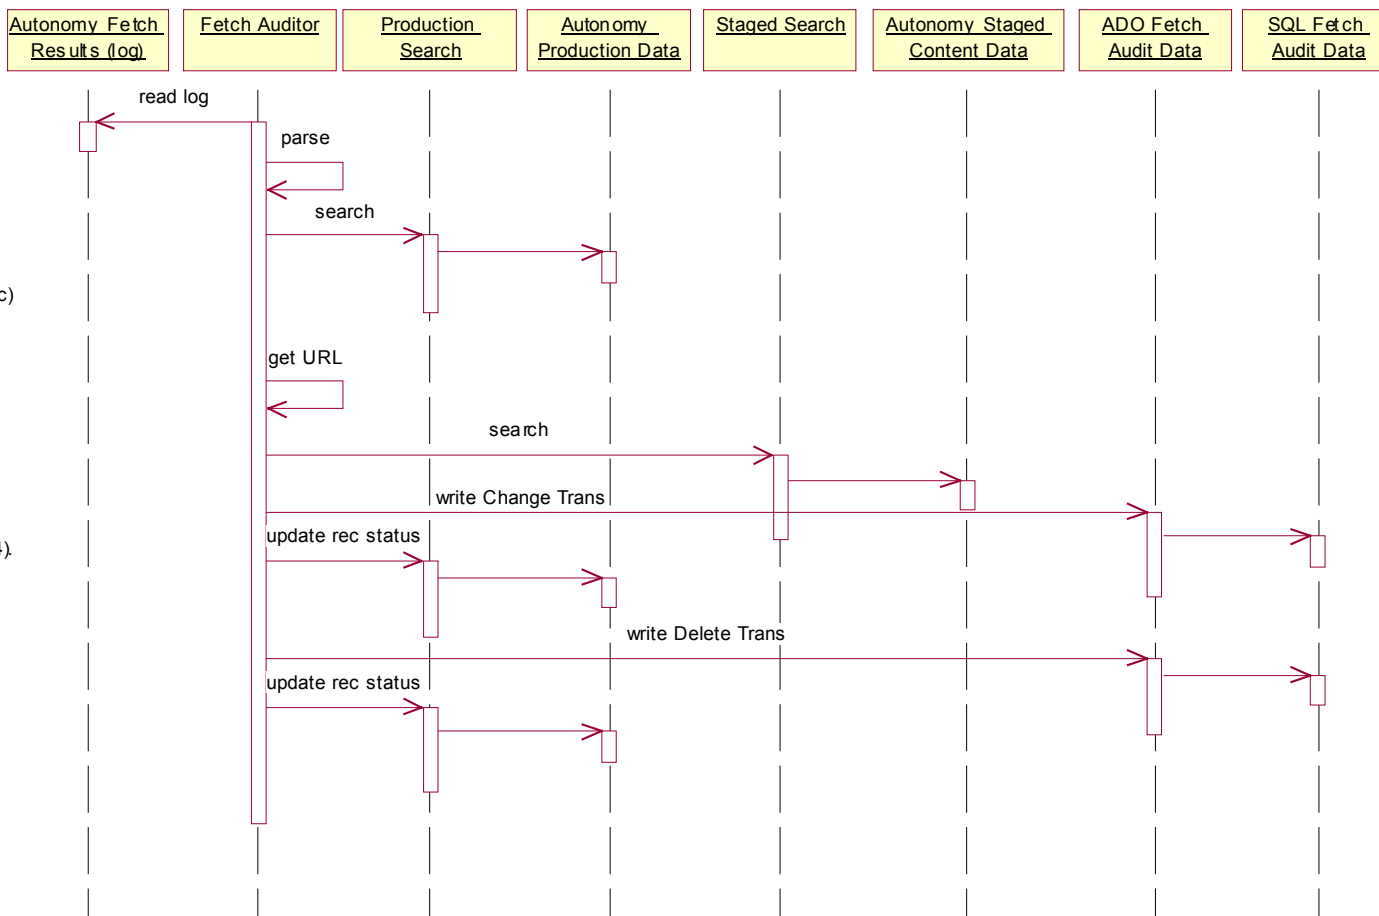 Autonomy Fetch
Results (log)
Fetch Auditor
Production
Search
Autonomy
Production Data
Staged Search
Autonomy Staged
Content Data
ADO Fetch
Audit Data
SQL Fetch
Audit Data
read log
parse
search
c)
get URL
search
write Change Trans
update rec status
4).
write Delete Trans
update rec status